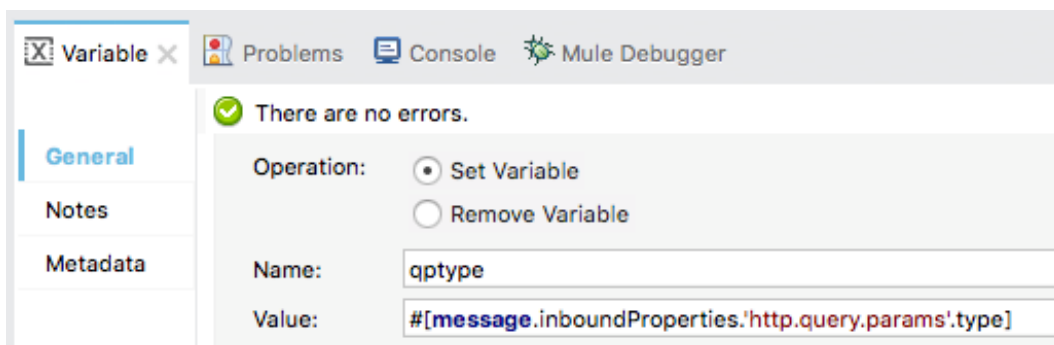 Variable Problems Console Mule Debugger
There are no errors.
General
Operation: Set Variable
Notes
Remove Variable
Metadata
Name: qptype
Value: #[message.inboundProperties.'http.query.params'.type]